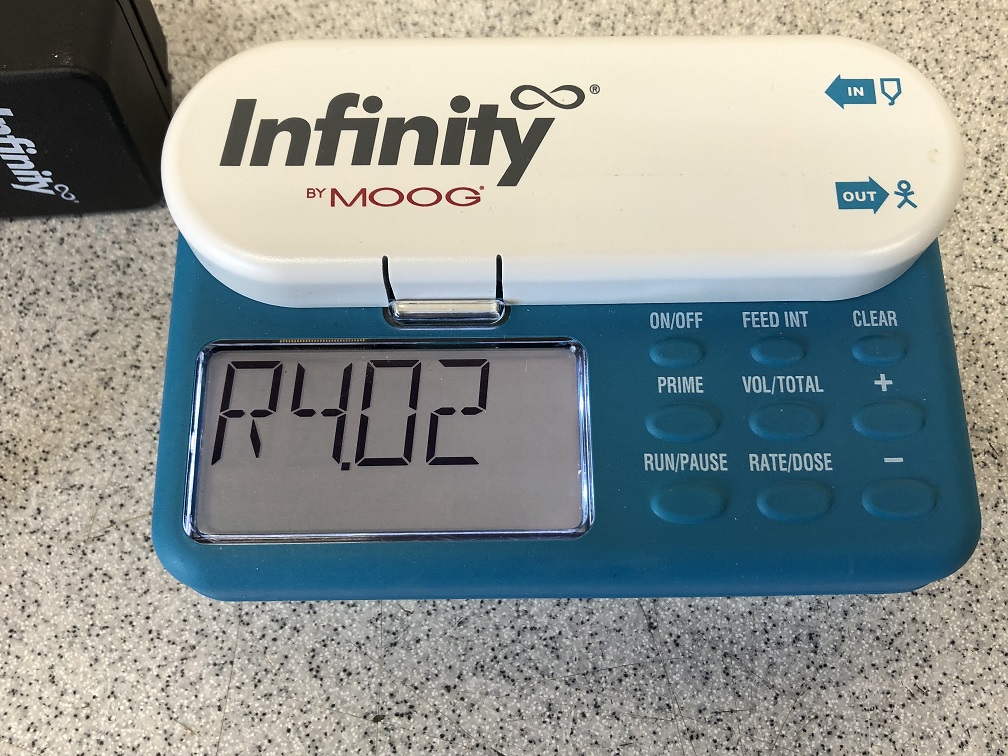 Infinity®
BY MOOG®
IN
OUT
Infinity
ON/OFF FEED INT CLEAR
PRIME VOL/TOTAL +
RUN/PAUSE RATE/DOSE −
R4.02